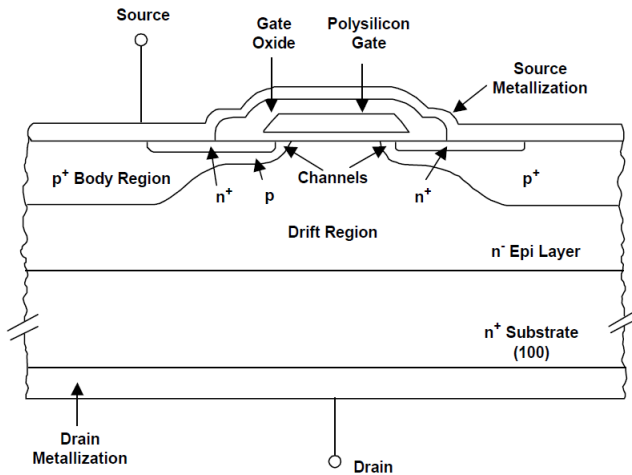 Source
Gate
Oxide
Polysilicon
Gate
Source
Metallization
p+ Body Region
n+
p
Channels
n+
p+
Drift Region
n- Epi Layer
n+ Substrate
(100)
Drain
Metallization
Drain